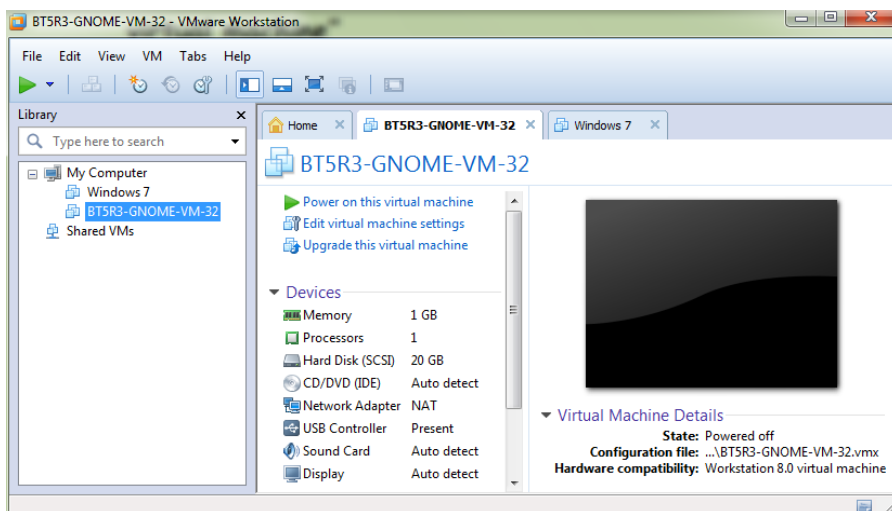 BT5R3-GNOME-VM-32 - VMware Workstation
File Edit View VM Tabs Help
Library x
Type here to search
My Computer
Windows 7
BT5R3-GNOME-VM-32
Shared VMs
Home BT5R3-GNOME-VM-32 Windows 7
BT5R3-GNOME-VM-32
Power on this virtual machine
Edit virtual machine settings
Upgrade this virtual machine
Devices
Memory 1 GB
Processors 1
Hard Disk (SCSI) 20 GB
CD/DVD (IDE) Auto detect
Network Adapter NAT
USB Controller Present
Sound Card Auto detect
Display Auto detect
Virtual Machine Details
State: Powered off
Configuration file: ...\BT5R3-GNOME-VM-32.vmx
Hardware compatibility: Workstation 8.0 virtual machine